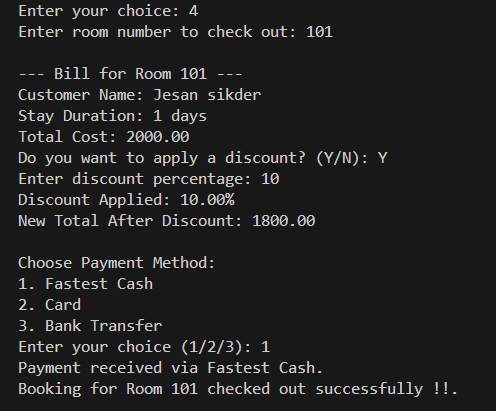 Enter your choice: 4
Enter room number to check out: 101
--- Bill for Room 101 ---
Customer Name: Jesan sikder
Stay Duration: 1 days
Total Cost: 2000.00
Do you want to apply a discount? (Y/N): Y
Enter discount percentage: 10
Discount Applied: 10.00%
New Total After Discount: 1800.00
Choose Payment Method:
1. Fastest Cash
2. Card
3. Bank Transfer
Enter your choice (1/2/3): 1
Payment received via Fastest Cash.
Booking for Room 101 checked out successfully !!.